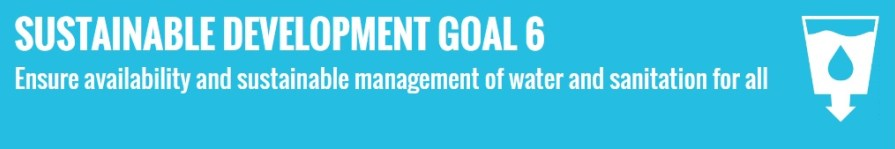 SUSTAINABLE DEVELOPMENT GOAL 6
Ensure availability and sustainable management of water and sanitation for all